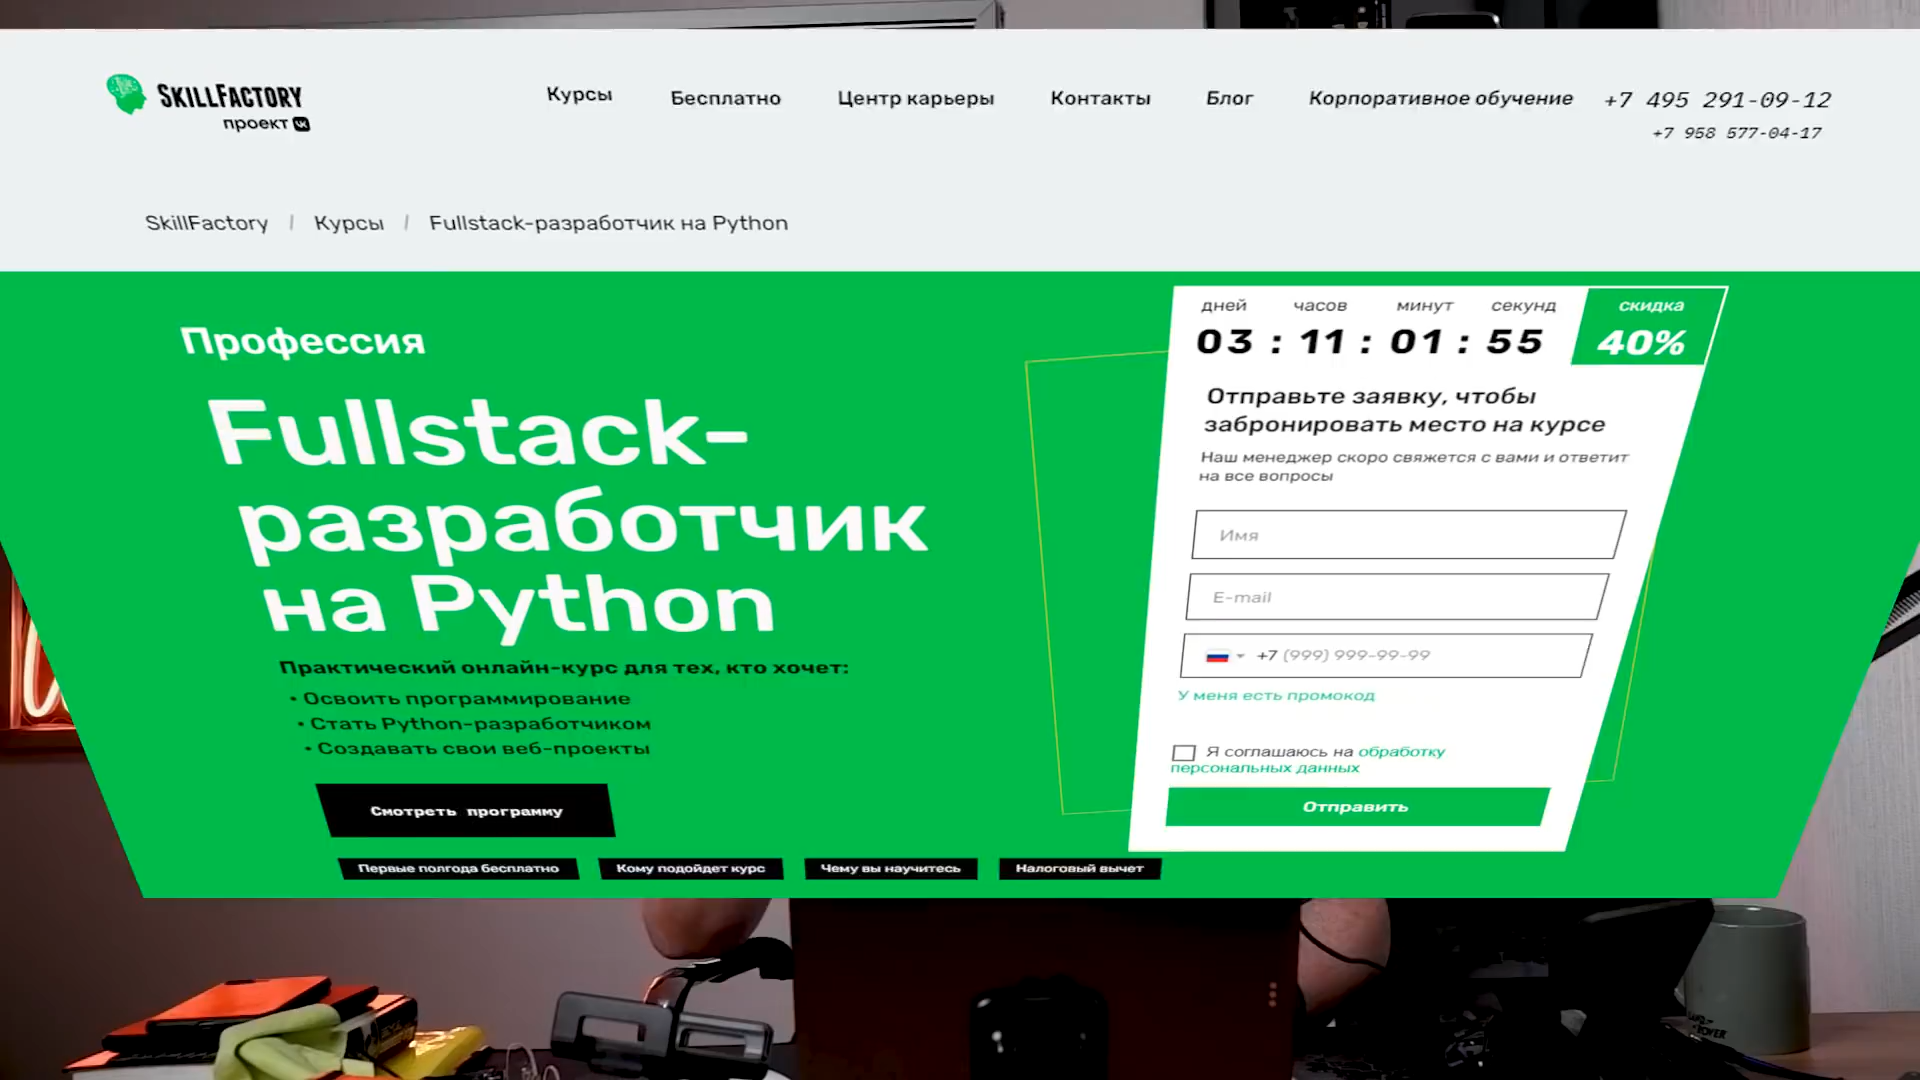 SKILLFACTORY
проект
Курсы
Бесплатно
Центр карьеры
Контакты
Блог
Корпоративное обучение
+7 495 291-09-12
+7 958 577-04-17
SkillFactory / Курсы / Fullstack-разработчик на Python
Профессия
Fullstack-
разработчик
на Python
Практический онлайн-курс для тех, кто хочет:
• Освоить программирование
• Стать Python-разработчиком
• Создавать свои веб-проекты
Смотреть программу
Первые полгода бесплатно
Кому подойдет курс
Чему вы научитесь
Налоговый вычет
дней часов минут секунд
03 : 11 : 01 : 55
скидка
40%
Отправьте заявку, чтобы
забронировать место на курсе
Наш менеджер скоро свяжется с вами и ответит
на все вопросы
Имя
E-mail
+7 (999) 999-99-99
У меня есть промокод
Я соглашаюсь на обработку
персональных данных
Отправить